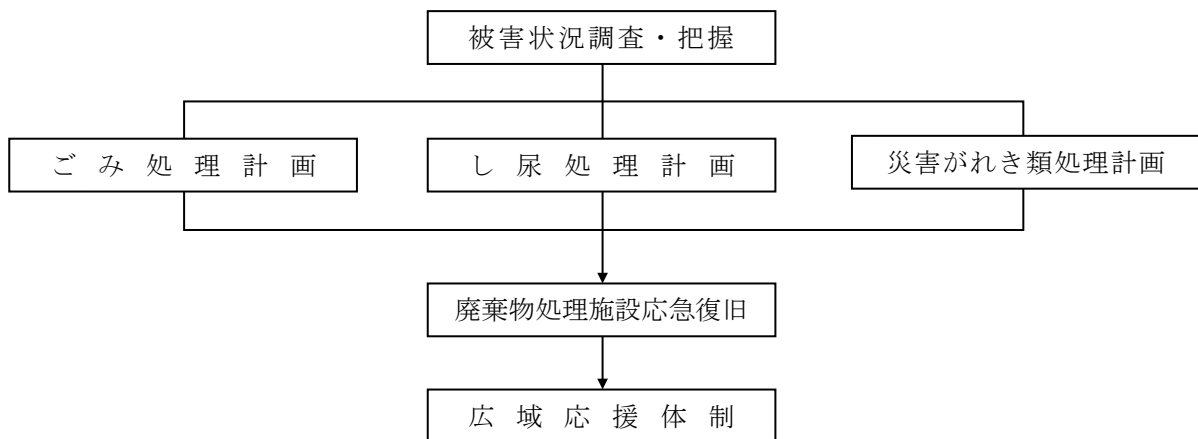 被害状況調査・把握
ごみ処理計画
し尿処理計画
災害がれき類処理計画
廃棄物処理施設応急復旧
広域応援体制